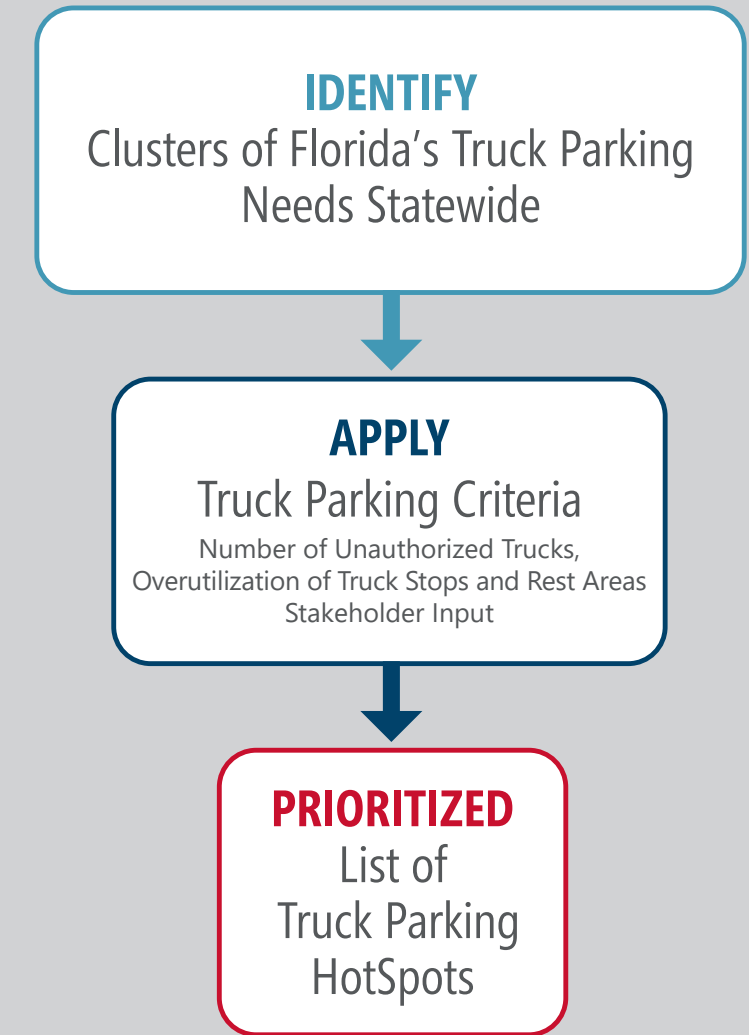 IDENTIFY
Clusters of Florida's Truck Parking
Needs Statewide
APPLY
Truck Parking Criteria
Number of Unauthorized Trucks,
Overutilization of Truck Stops and Rest Areas
Stakeholder Input
PRIORITIZED
List of
Truck Parking
HotSpots